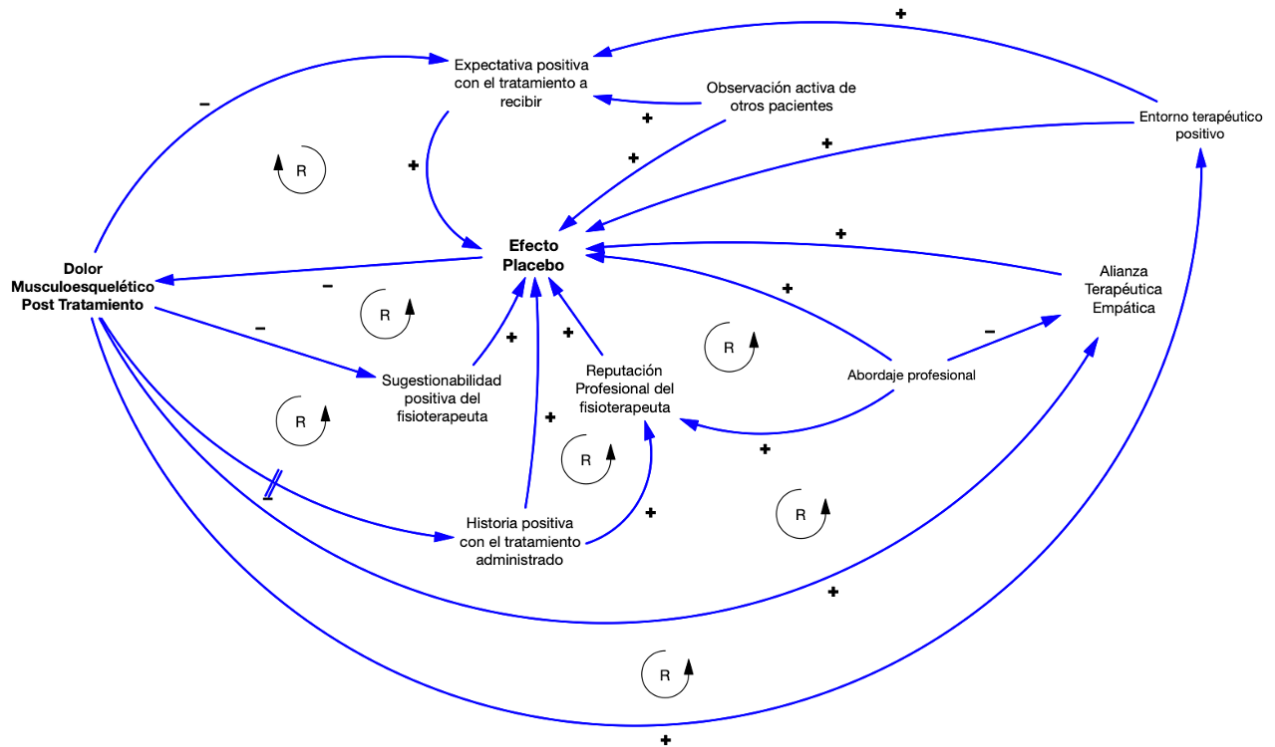 +
Expectativa positiva
con el tratamiento a
recibir
Observación activa de
otros pacientes
Entorno terapéutico
positivo
–
+
+
+
+
R
Efecto
Placebo
+
Dolor
Musculoesquelético
Post Tratamiento
Alianza
Terapéutica
Empática
–
+
R
–
+
+
R
–
Sugestionabilidad
positiva del
fisioterapeuta
Reputación
Profesional del
fisioterapeuta
Abordaje profesional
R
+
+
R
–
Historia positiva
con el tratamiento
administrado
+
R
+
R
+